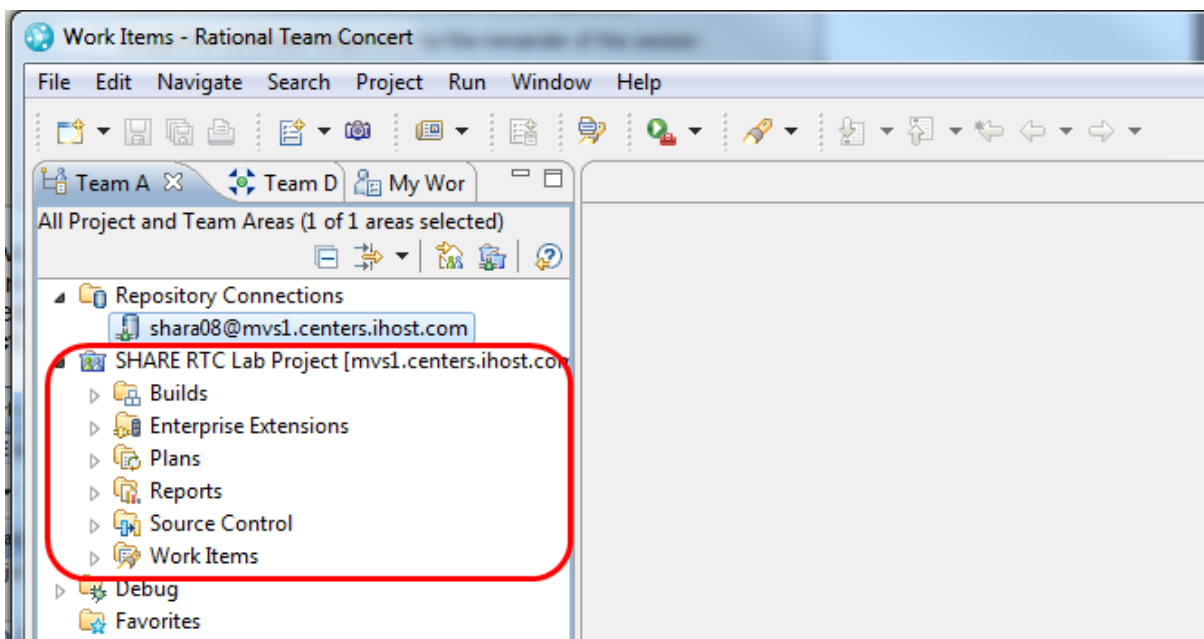 Work Items - Rational Team Concert
File Edit Navigate Search Project Run Window Help
Team A Team D My Wor
All Project and Team Areas (1 of 1 areas selected)
Repository Connections
shara08@mvs1.centers.ihost.com
SHARE RTC Lab Project [mvs1.centers.ihost.com
Builds
Enterprise Extensions
Plans
Reports
Source Control
Work Items
Debug
Favorites